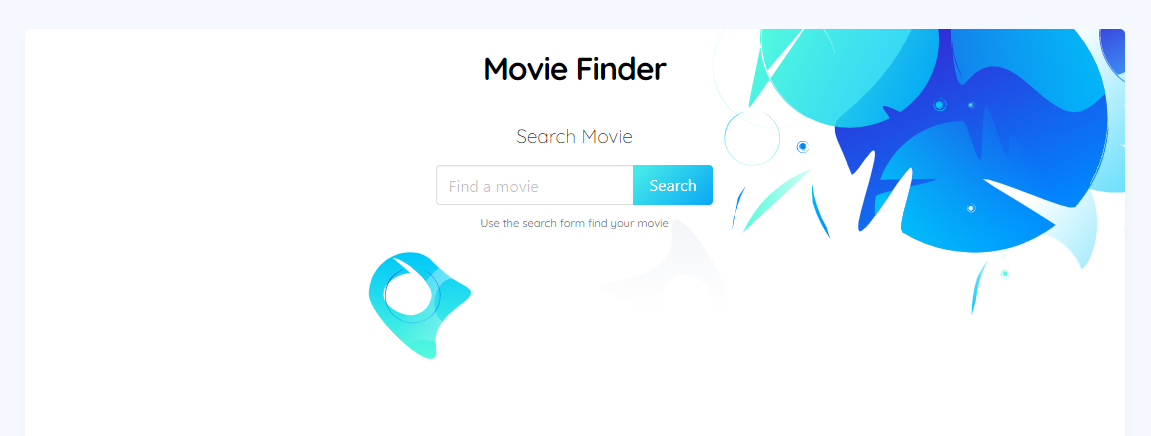 Movie Finder
Search Movie
Find a movie
Search
Use the search form find your movie